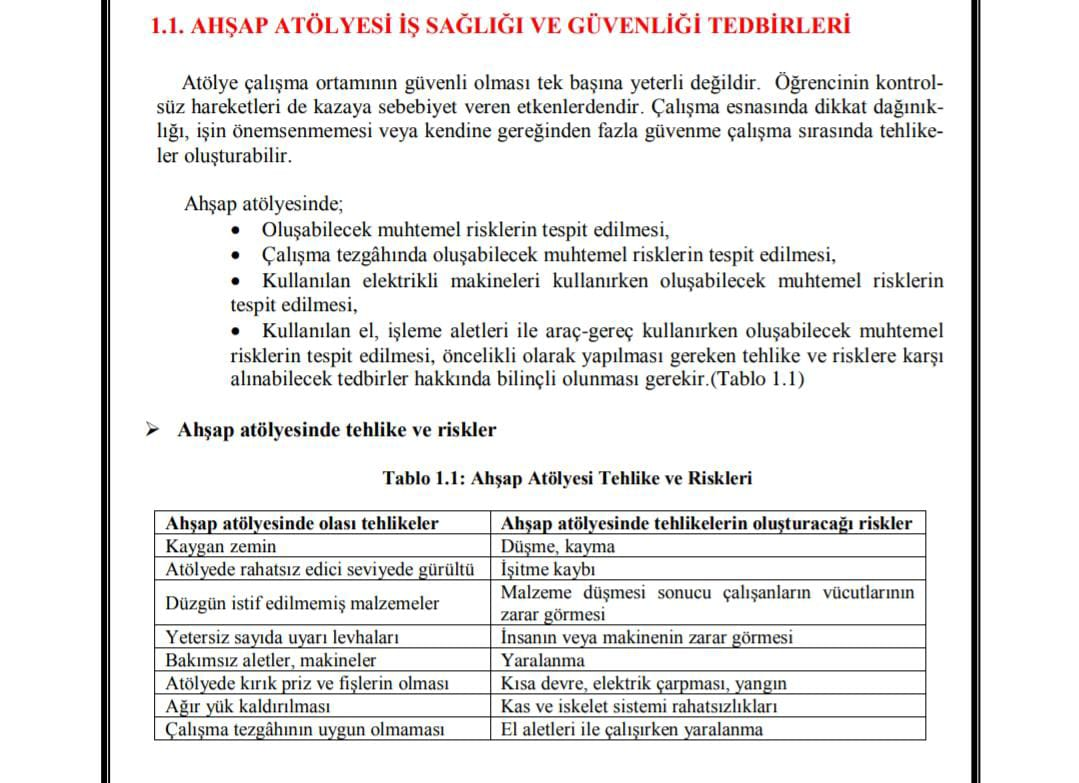 1.1. AHŞAP ATÖLYESİ İŞ SAĞLIĞI VE GÜVENLİĞİ TEDBİRLERİ
Atölye çalışma ortamının güvenli olması tek başına yeterli değildir. Öğrencinin kontrol-
süz hareketleri de kazaya sebebiyet veren etkenlerdendir. Çalışma esnasında dikkat dağınık-
lığı, işin önemsenmemesi veya kendine gereğinden fazla güvenme çalışma sırasında tehlike-
ler oluşturabilir.
Ahşap atölyesinde;
• Oluşabilecek muhtemel risklerin tespit edilmesi,
• Çalışma tezgâhında oluşabilecek muhtemel risklerin tespit edilmesi,
• Kullanılan elektrikli makineleri kullanırken oluşabilecek muhtemel risklerin
tespit edilmesi,
• Kullanılan el, işleme aletleri ile araç-gereç kullanırken oluşabilecek muhtemel
risklerin tespit edilmesi, öncelikli olarak yapılması gereken tehlike ve risklere karşı
alınabilecek tedbirler hakkında bilinçli olunması gerekir.(Tablo 1.1)
➢ Ahşap atölyesinde tehlike ve riskler
Tablo 1.1: Ahşap Atölyesi Tehlike ve Riskleri
Ahşap atölyesinde olası tehlikeler Ahşap atölyesinde tehlikelerin oluşturacağı riskler
Kaygan zemin Düşme, kayma
Atölyede rahatsız edici seviyede gürültü İşitme kaybı
Düzgün istif edilmemiş malzemeler Malzeme düşmesi sonucu çalışanların vücutlarının
zarar görmesi
Yetersiz sayıda uyarı levhaları İnsanın veya makinenin zarar görmesi
Bakımsız aletler, makineler Yaralanma
Atölyede kırık priz ve fişlerin olması Kısa devre, elektrik çarpması, yangın
Ağır yük kaldırılması Kas ve iskelet sistemi rahatsızlıkları
Çalışma tezgâhının uygun olmaması El aletleri ile çalışırken yaralanma